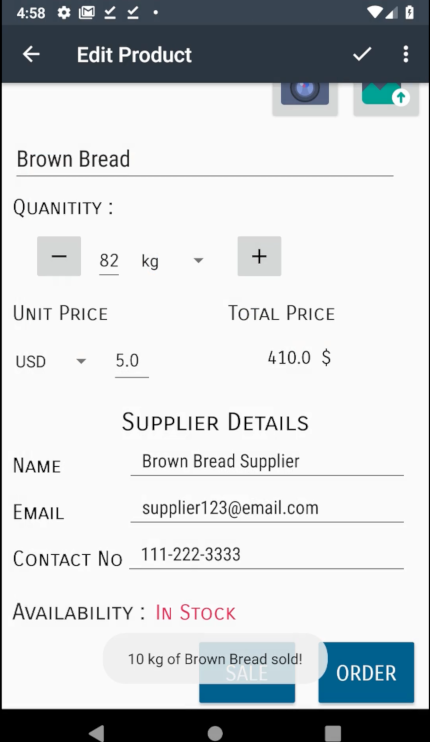 4:58
Edit Product
Brown Bread
QUANITITY :
− 82 kg +
UNIT PRICE TOTAL PRICE
USD 5.0 410.0 $
SUPPLIER DETAILS
NAME Brown Bread Supplier
EMAIL supplier123@email.com
CONTACT NO 111-222-3333
AVAILABILITY : IN STOCK
10 kg of Brown Bread sold!
SALE ORDER